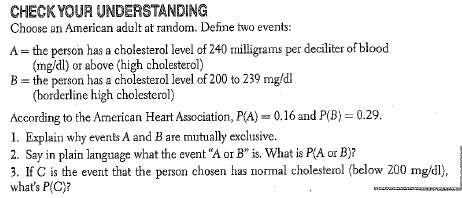 CHECK YOUR UNDERSTANDING
Choose an American adult at random. Define two events:
A = the person has a cholesterol level of 240 milligrams per deciliter of blood
(mg/dl) or above (high cholesterol)
B = the person has a cholesterol level of 200 to 239 mg/dl
(borderline high cholesterol)
According to the American Heart Association, P(A) = 0.16 and P(B) = 0.29.
1. Explain why events A and B are mutually exclusive.
2. Say in plain language what the event "A or B" is. What is P(A or B)?
3. If C is the event that the person chosen has normal cholesterol (below 200 mg/dl),
what's P(C)?